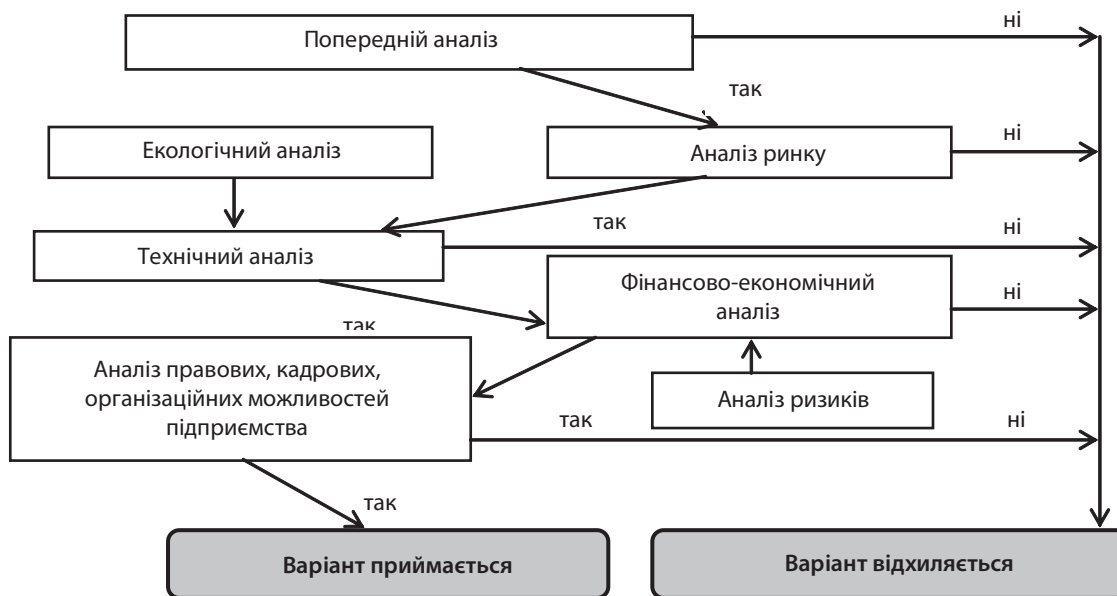 Попередній аналіз
ні
так
Екологічний аналіз
Аналіз ринку
ні
так
Технічний аналіз
ні
Фінансово-економічний
аналіз
ні
так
Аналіз правових, кадрових,
організаційних можливостей
підприємства
Аналіз ризиків
так
ні
так
Варіант приймається
Варіант відхиляється